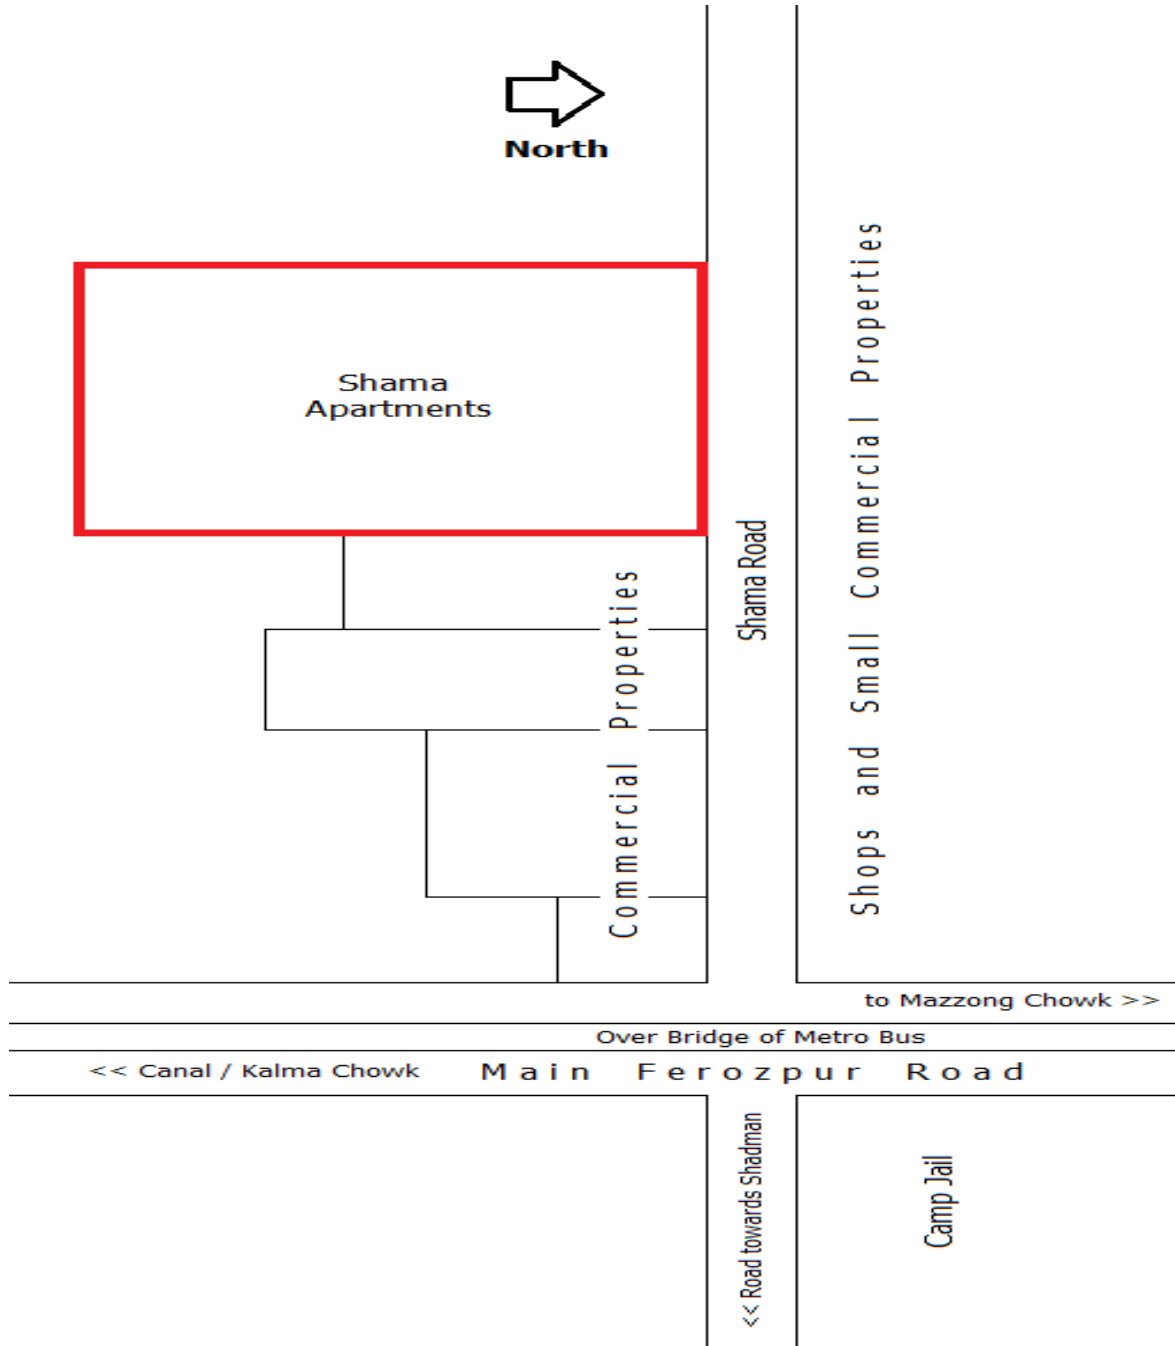 North
Shama
Apartments
Shama Road
Commercial Properties
Shops and Small Commercial Properties
to Mazzong Chowk >>
Over Bridge of Metro Bus
<< Canal / Kalma Chowk
Main Ferozpur Road
<< Road towards Shadman
Camp Jail